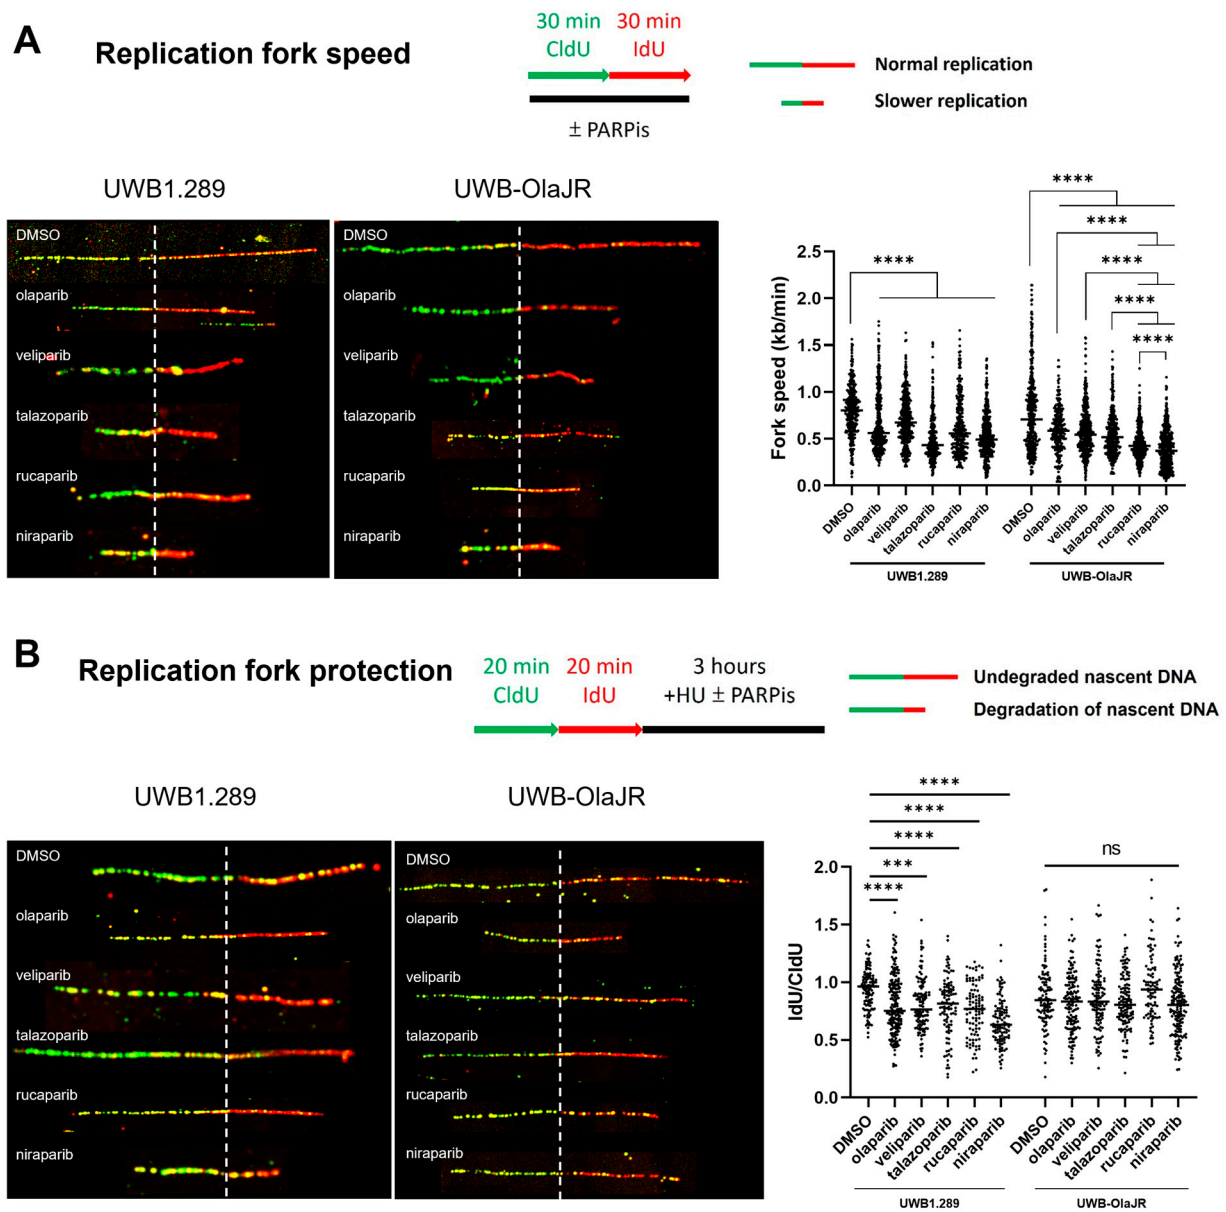 A
Replication fork speed
30 min 30 min
CldU IdU
± PARPis
Normal replication
Slower replication
UWB1.289
UWB-OlaJR
DMSO
olaparib
veliparib
talazoparib
rucaparib
niraparib
DMSO
olaparib
veliparib
talazoparib
rucaparib
niraparib
Fork speed (kb/min)
2.5
2.0
1.5
1.0
0.5
0.0
****
****
****
****
****
****
DMSO
olaparib
veliparib
talazoparib
rucaparib
niraparib
DMSO
olaparib
veliparib
talazoparib
rucaparib
niraparib
UWB1.289
UWB-OlaJR
B
Replication fork protection
20 min 20 min 3 hours
CldU IdU +HU ± PARPis
Undegraded nascent DNA
Degradation of nascent DNA
UWB1.289
UWB-OlaJR
DMSO
olaparib
veliparib
talazoparib
rucaparib
niraparib
DMSO
olaparib
veliparib
talazoparib
rucaparib
niraparib
IdU/CldU
2.0
1.5
1.0
0.5
0.0
****
****
****
***
****
ns
DMSO
olaparib
veliparib
talazoparib
rucaparib
niraparib
DMSO
olaparib
veliparib
talazoparib
rucaparib
niraparib
UWB1.289
UWB-OlaJR